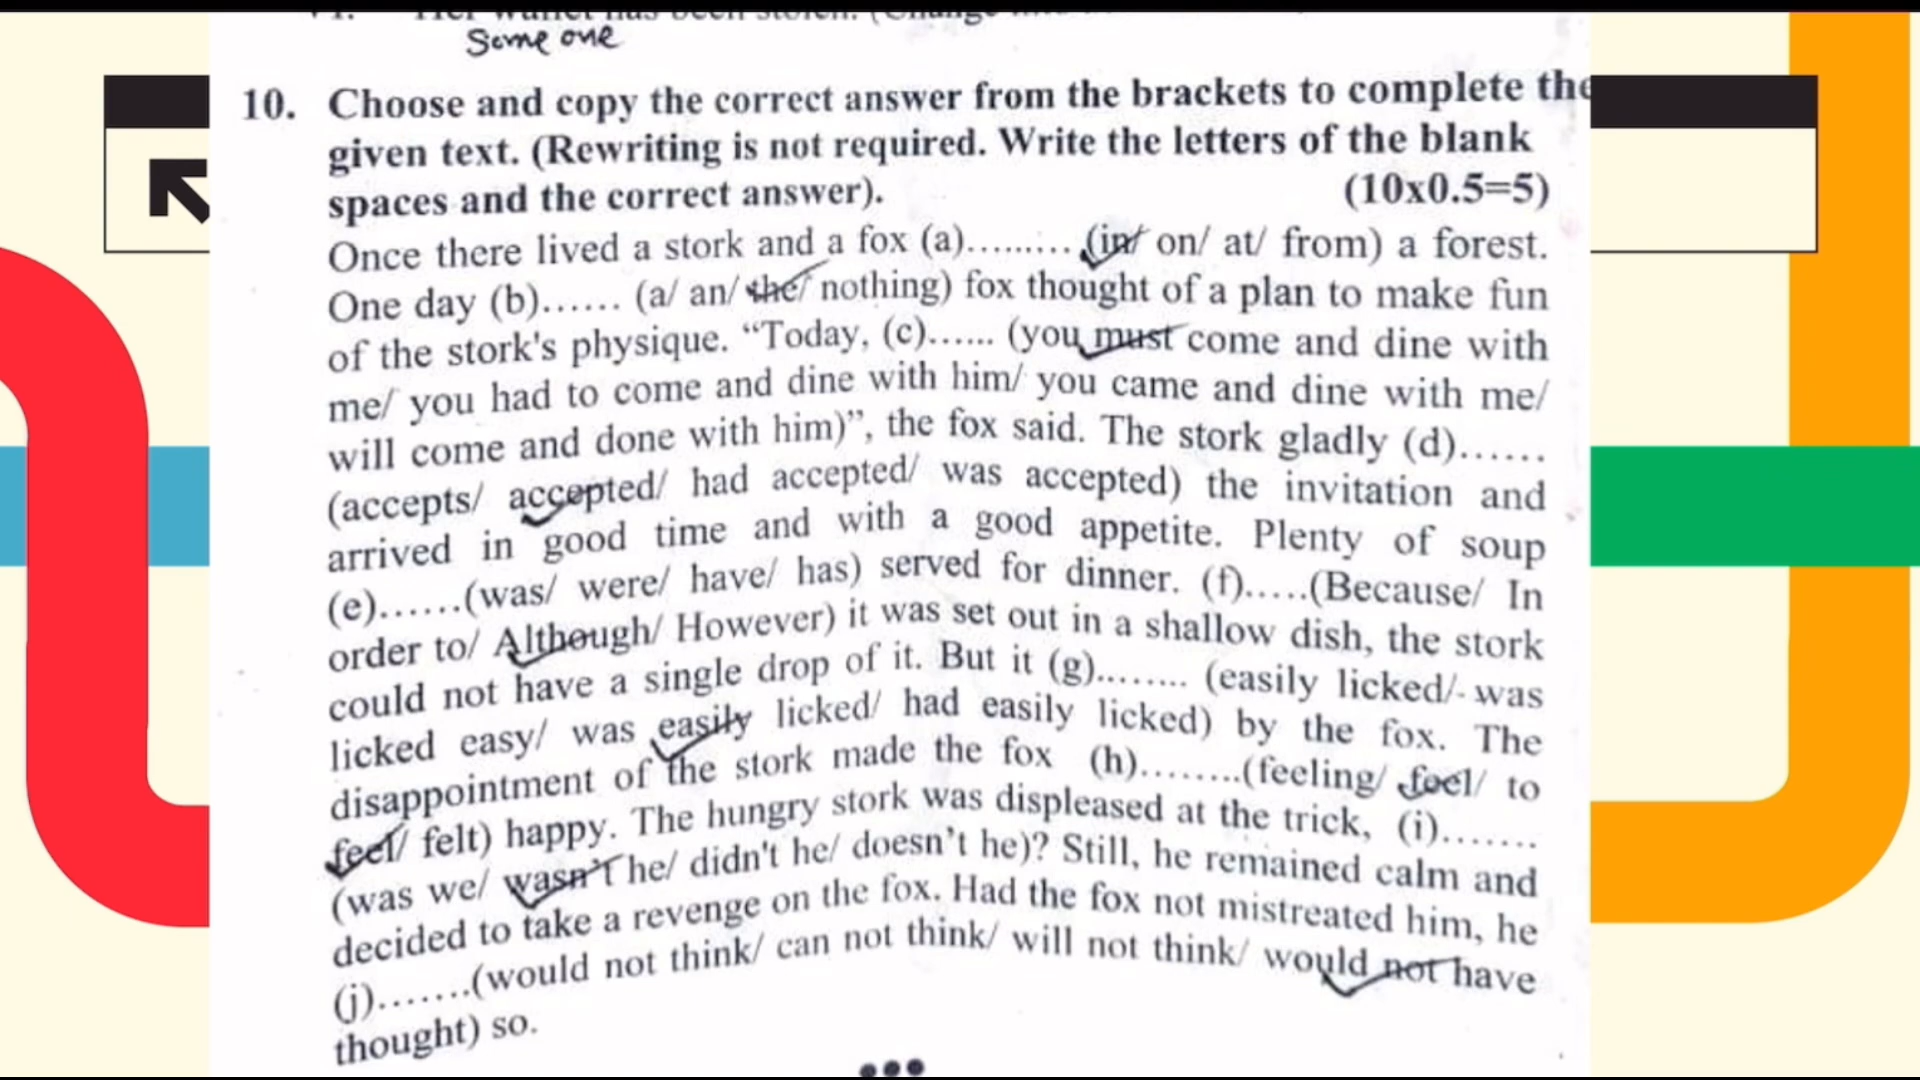 Her wallet has been stolen. (Change
Some one
10. Choose and copy the correct answer from the brackets to complete the
given text. (Rewriting is not required. Write the letters of the blank
spaces and the correct answer). (10x0.5=5)
Once there lived a stork and a fox (a).......... (in/ on/ at/ from) a forest.
One day (b)...... (a/ an/ the/ nothing) fox thought of a plan to make fun
of the stork's physique. “Today, (c)...... (you must come and dine with
me/ you had to come and dine with him/ you came and dine with me/
will come and done with him)”, the fox said. The stork gladly (d)......
(accepts/ accepted/ had accepted/ was accepted) the invitation and
arrived in good time and with a good appetite. Plenty of soup
(e)......(was/ were/ have/ has) served for dinner. (f).....(Because/ In
order to/ Although/ However) it was set out in a shallow dish, the stork
could not have a single drop of it. But it (g)........ (easily licked/ was
licked easy/ was easily licked/ had easily licked) by the fox. The
disappointment of the stork made the fox (h)........(feeling/ feel/ to
feel/ felt) happy. The hungry stork was displeased at the trick, (i).......
(was we/ wasn't he/ didn't he/ doesn't he)? Still, he remained calm and
decided to take a revenge on the fox. Had the fox not mistreated him, he
(j).......(would not think/ can not think/ will not think/ would not have
thought) so.